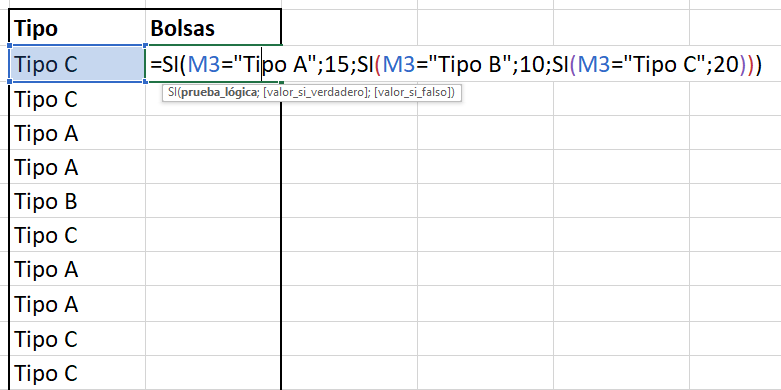 Tipo Bolsas
Tipo C =SI(M3="Tipo A";15;SI(M3="Tipo B";10;SI(M3="Tipo C";20)))
SI(prueba_lógica; [valor_si_verdadero]; [valor_si_falso])
Tipo C
Tipo A
Tipo A
Tipo B
Tipo C
Tipo A
Tipo A
Tipo C
Tipo C